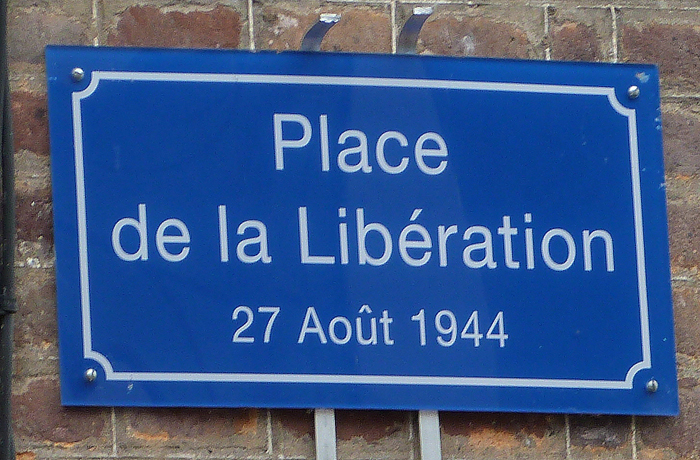 Place
de la Libération
27 Août 1944